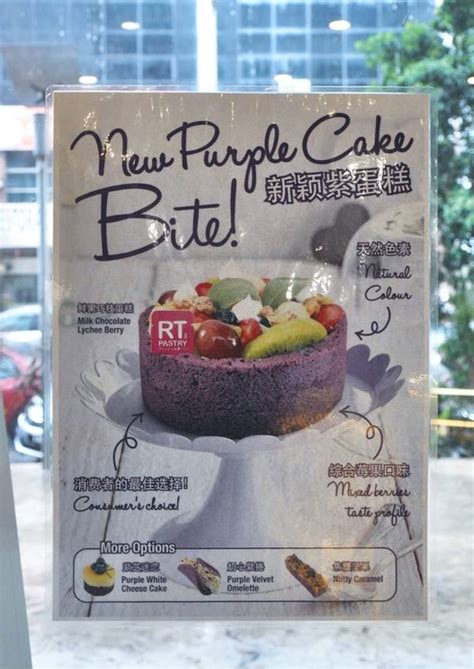 New Purple Cake
Bite!
新颖紫蛋糕
天然色素
Natural
Colour
Milk Chocolate
Lychee Berry
RT
PASTRY
消费者的最佳选择!
Consumer's choice!
综合莓果口味
Mixed berries
taste profile
More Options
Purple White
Cheese Cake
Purple Velvet
Omelette
Nutty Caramel